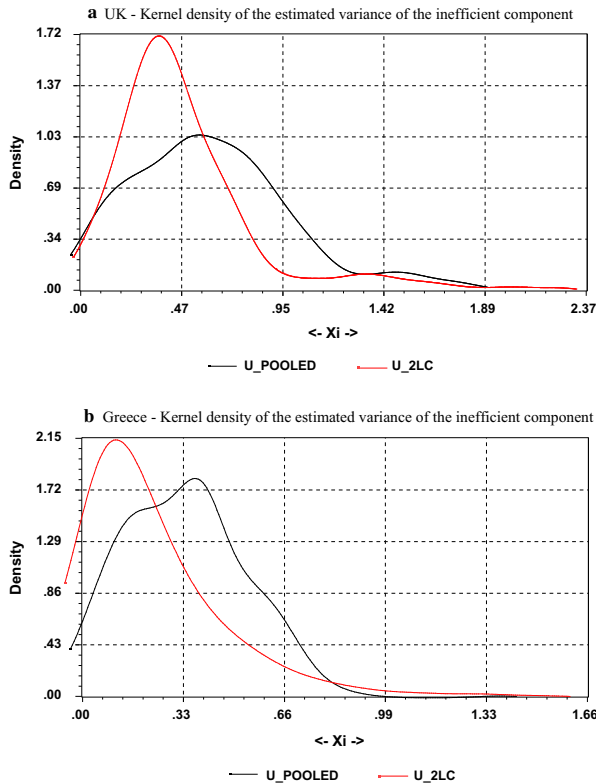 a UK - Kernel density of the estimated variance of the inefficient component
1.72
1.37
1.03
.69
.34
.00
Density
.00 .47 .95 1.42 1.89 2.37
<- Xi ->
U_POOLED U_2LC
b Greece - Kernel density of the estimated variance of the inefficient component
2.15
1.72
1.29
.86
.43
.00
Density
.00 .33 .66 .99 1.33 1.66
<- Xi ->
U_POOLED U_2LC